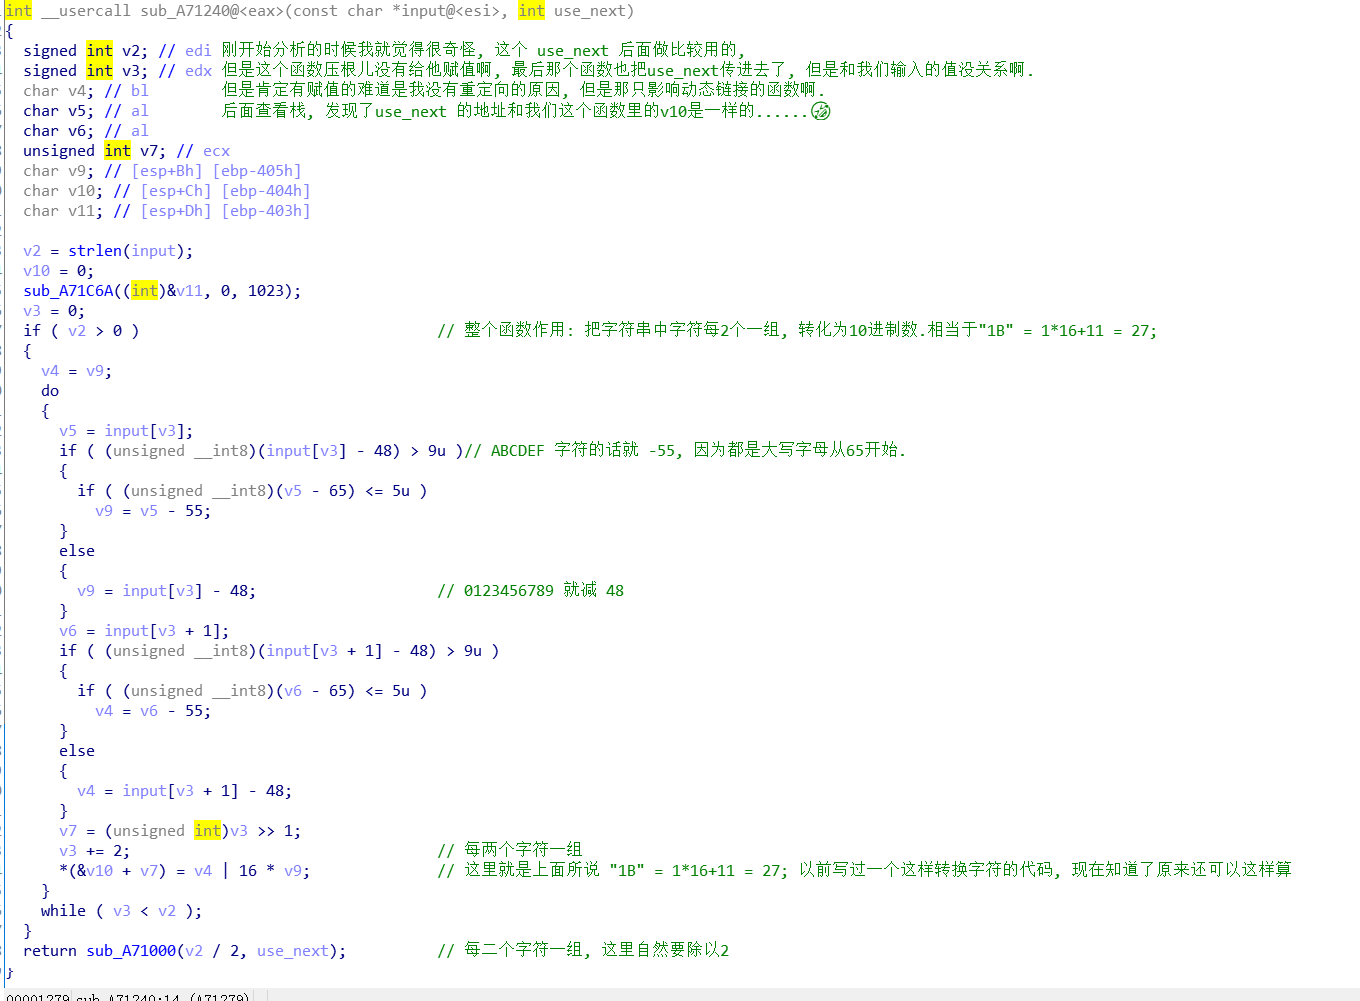 int __usercall sub_A71240@<eax>(const char *input@<esi>, int use_next)
{
signed int v2; // edi 刚开始分析的时候我就觉得很奇怪, 这个 use_next 后面做比较用的,
signed int v3; // edx 但是这个函数压根儿没有给他赋值啊, 最后那个函数也把use_next传进去了, 但是和我们输入的值没关系啊.
char v4; // bl 但是肯定有赋值的难道是我没有重定向的原因, 但是那只影响动态链接的函数啊.
char v5; // al 后面查看栈, 发现了use_next 的地址和我们这个函数里的v10是一样的......🤣
char v6; // al
unsigned int v7; // ecx
char v9; // [esp+Bh] [ebp-405h]
char v10; // [esp+Ch] [ebp-404h]
char v11; // [esp+Dh] [ebp-403h]
v2 = strlen(input);
v10 = 0;
sub_A71C6A((int)&v11, 0, 1023);
v3 = 0;
if ( v2 > 0 ) // 整个函数作用: 把字符串中字符每2个一组, 转化为10进制数.相当于"1B" = 1*16+11 = 27;
{
v4 = v9;
do
{
v5 = input[v3];
if ( (unsigned __int8)(input[v3] - 48) > 9u )// ABCDEF 字符的话就 -55, 因为都是大写字母从65开始.
{
if ( (unsigned __int8)(v5 - 65) <= 5u )
v9 = v5 - 55;
}
else
{
v9 = input[v3] - 48; // 0123456789 就减 48
}
v6 = input[v3 + 1];
if ( (unsigned __int8)(input[v3 + 1] - 48) > 9u )
{
if ( (unsigned __int8)(v6 - 65) <= 5u )
v4 = v6 - 55;
}
else
{
v4 = input[v3 + 1] - 48;
}
v7 = (unsigned int)v3 >> 1;
v3 += 2; // 每两个字符一组
*(&v10 + v7) = v4 | 16 * v9; // 这里就是上面所说 "1B" = 1*16+11 = 27; 以前写过一个这样转换字符的代码, 现在知道了原来还可以这样算
}
while ( v3 < v2 );
}
return sub_A71000(v2 / 2, use_next); // 每二个字符一组, 这里自然要除以2
}
00001279 sub_A71240:14 (A71279)